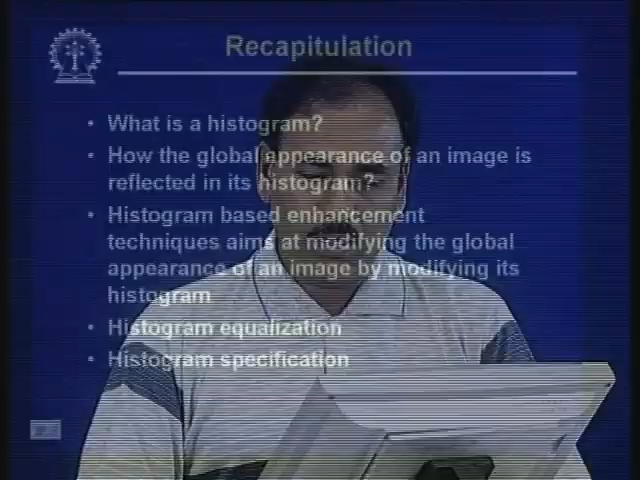 Recapitulation
• What is a histogram?
• How the global appearance of an image is
reflected in its histogram?
• Histogram based enhancement
techniques aims at modifying the global
appearance of an image by modifying its
histogram
• Histogram equalization
• Histogram specification